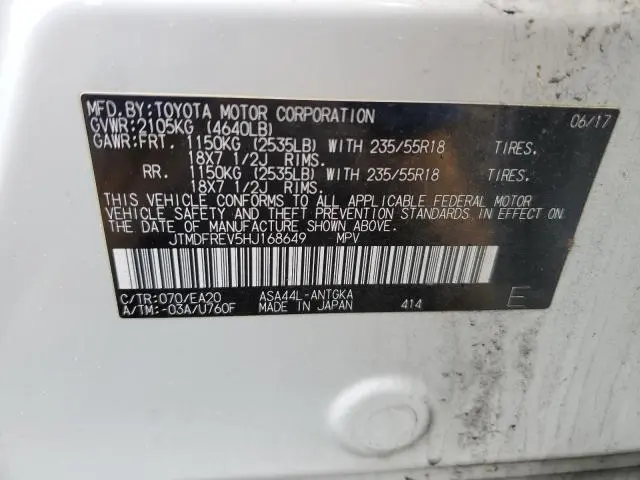 MFD.BY:TOYOTA MOTOR CORPORATION 06/17
GVWR:2105KG (4640LB)
GAWR:FRT. 1150KG (2535LB) WITH 235/55R18 TIRES.
18X7 1/2J RIMS.
RR. 1150KG (2535LB) WITH 235/55R18 TIRES.
18X7 1/2J RIMS.
THIS VEHICLE CONFORMS TO ALL APPLICABLE FEDERAL MOTOR
VEHICLE SAFETY AND THEFT PREVENTION STANDARDS IN EFFECT ON
THE DATE OF MANUFACTURE SHOWN ABOVE.
JTMDFREV5HJ168649 MPV
C/TR:070/EA20 ASA44L-ANTGKA
A/TM:-03A/U760F MADE IN JAPAN 414 E